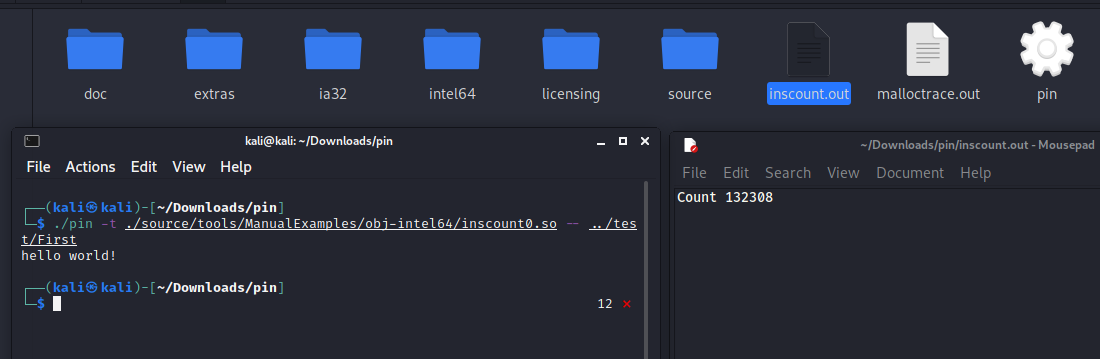 doc extras ia32 intel64 licensing source inscount.out malloctrace.out pin
kali@kali: ~/Downloads/pin
File Actions Edit View Help
┌──(kali㉿kali)-[~/Downloads/pin]
└─$ ./pin -t ./source/tools/ManualExamples/obj-intel64/inscount0.so -- ../tes
t/First
hello world!
┌──(kali㉿kali)-[~/Downloads/pin]
└─$ 12 ⨯
~/Downloads/pin/inscount.out - Mousepad
File Edit Search View Document Help
Count 132308